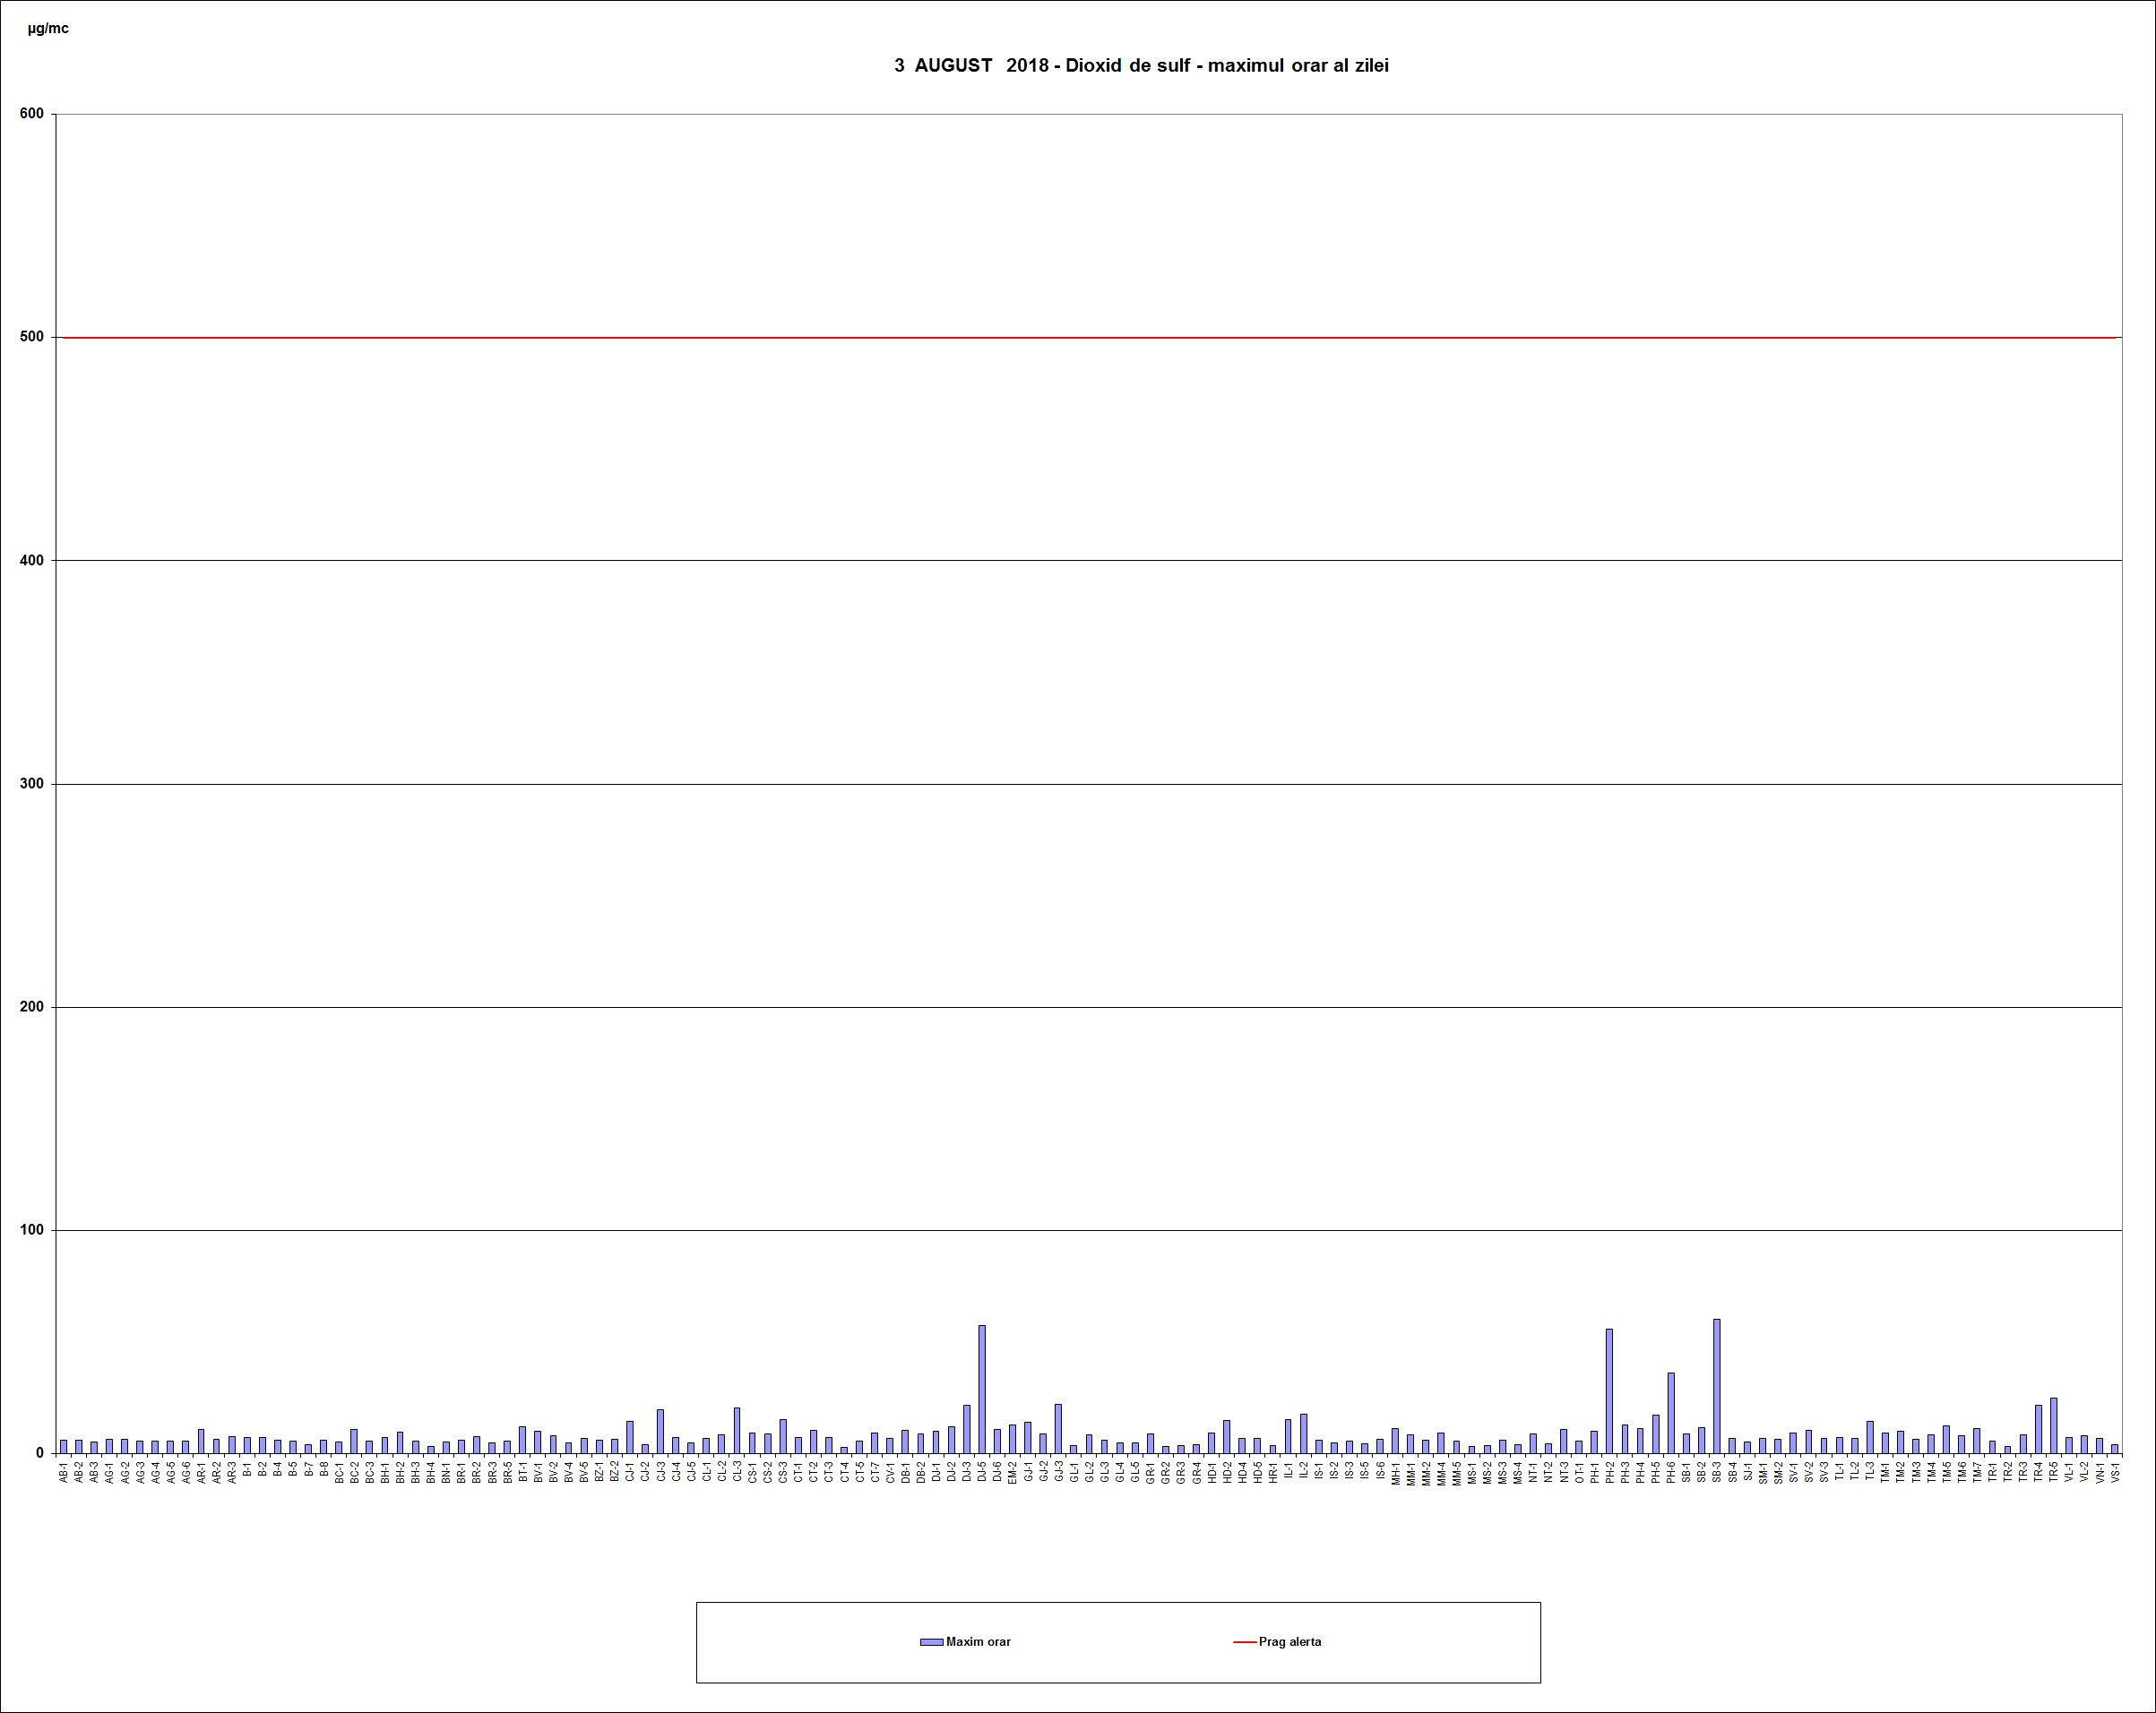 µg/mc
3 AUGUST 2018 - Dioxid de sulf - maximul orar al zilei
600
500
400
300
200
100
0
AB-1 AB-2 AB-3 AG-1 AG-2 AG-3 AG-4 AG-5 AG-6 AR-1 AR-2 AR-3 B-1 B-2 B-4 B-5 B-7 B-8 BC-1 BC-2 BC-3 BH-1 BH-2 BH-3 BH-4 BN-1 BR-1 BR-2 BR-3 BR-5 BT-1 BV-1 BV-2 BV-4 BV-5 BZ-1 BZ-2 CJ-1 CJ-2 CJ-3 CJ-4 CJ-5 CL-1 CL-2 CL-3 CS-1 CS-2 CS-3 CT-1 CT-2 CT-3 CT-4 CT-5 CT-7 CV-1 DB-1 DB-2 DJ-1 DJ-2 DJ-3 DJ-5 DJ-6 EM-2 GJ-1 GJ-2 GJ-3 GL-1 GL-2 GL-3 GL-4 GL-5 GR-1 GR-2 GR-3 GR-4 HD-1 HD-2 HD-4 HD-5 HR-1 IL-1 IL-2 IS-1 IS-2 IS-3 IS-5 IS-6 MH-1 MM-1 MM-2 MM-4 MM-5 MS-1 MS-2 MS-3 MS-4 NT-1 NT-2 NT-3 OT-1 PH-1 PH-2 PH-3 PH-4 PH-5 PH-6 SB-1 SB-2 SB-3 SB-4 SJ-1 SM-1 SM-2 SV-1 SV-2 SV-3 TL-1 TL-2 TL-3 TM-1 TM-2 TM-3 TM-4 TM-5 TM-6 TM-7 TR-1 TR-2 TR-3 TR-4 TR-5 VL-1 VL-2 VN-1 VS-1
Maxim orar Prag alerta